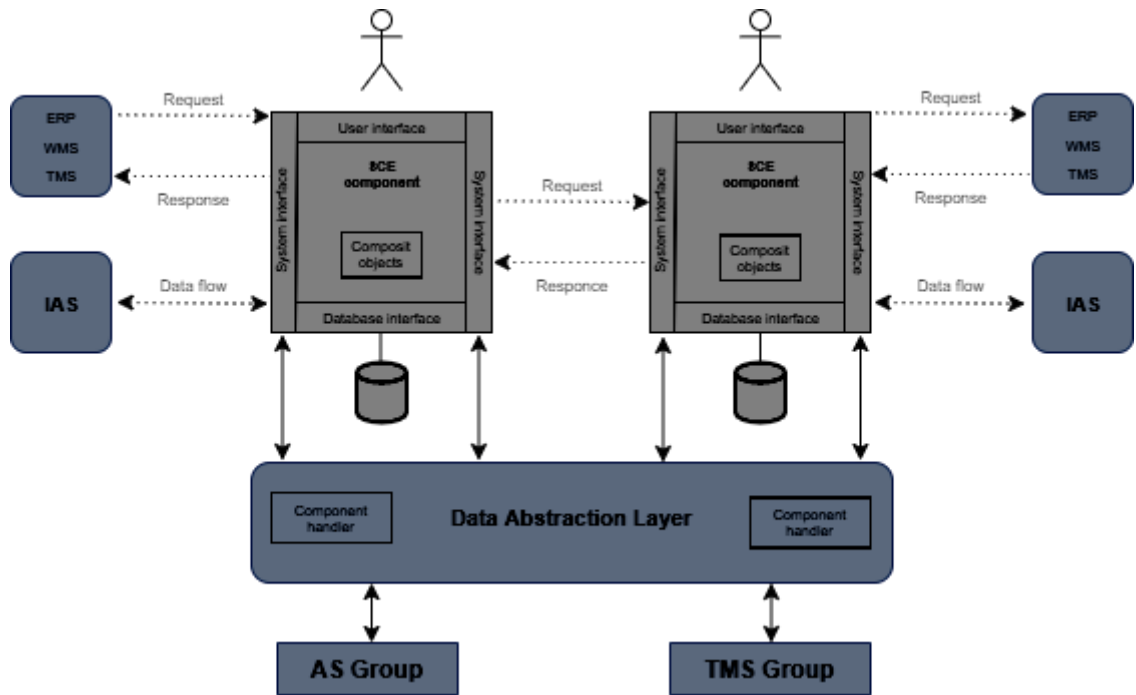 Request
Request
ERP
WMS
TMS
User interface
User interface
ERP
WMS
TMS
System interface
SCE
component
System interface
Request
System interface
SCE
component
System interface
Response
Response
Composit
objects
Composit
objects
IAS
Data flow
Responce
Data flow
IAS
Database interface
Database interface
Component
handler
Data Abstraction Layer
Component
handler
AS Group
TMS Group